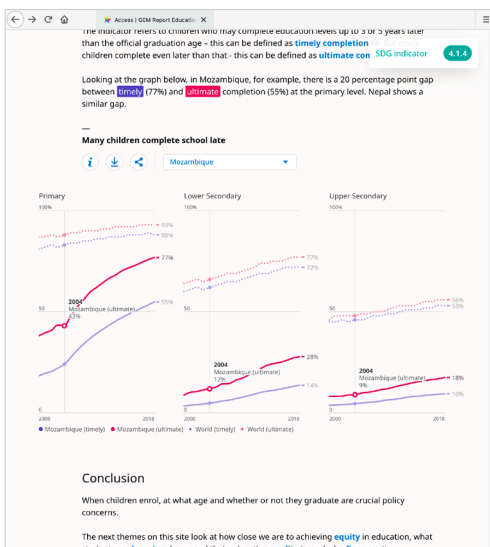 Access | GEM Report Education
The indicator refers to children who may complete education levels up to 3 or 5 years later
than the official graduation age – this can be defined as timely completion
children complete even later than that - this can be defined as ultimate com
SDG indicator 4.1.4
Looking at the graph below, in Mozambique, for example, there is a 20 percentage point gap
between timely (77%) and ultimate completion (55%) at the primary level. Nepal shows a
similar gap.
—
Many children complete school late
Mozambique
Primary
100%
93%
88%
77%
55%
50
2004
Mozambique (ultimate)
43%
0
2000 2018
Lower Secondary
100%
77%
72%
50
2004
Mozambique (ultimate)
12%
28%
14%
0
2000 2018
Upper Secondary
100%
56%
53%
50
2004
Mozambique (ultimate)
9%
18%
10%
0
2000 2018
Mozambique (timely) Mozambique (ultimate) World (timely) World (ultimate)
Conclusion
When children enrol, at what age and whether or not they graduate are crucial policy
concerns.
The next themes on this site look at how close we are to achieving equity in education, what